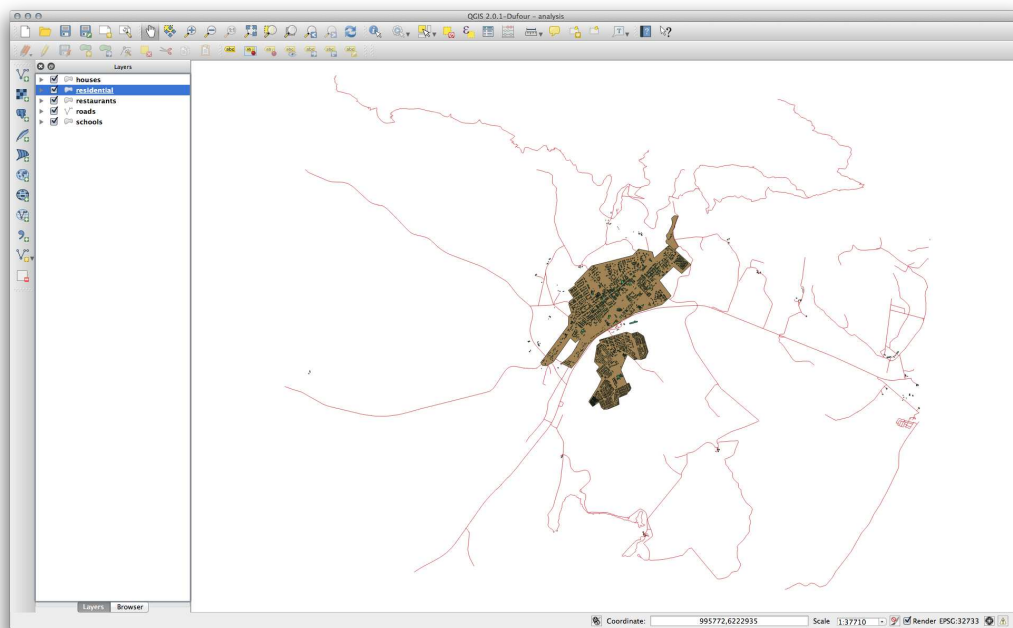 QGIS 2.0.1-Dufour - analysis
Layers
houses
residential
restaurants
roads
schools
Layers Browser
Coordinate: 995772,6222935 Scale 1:37710 Render EPSG:32733